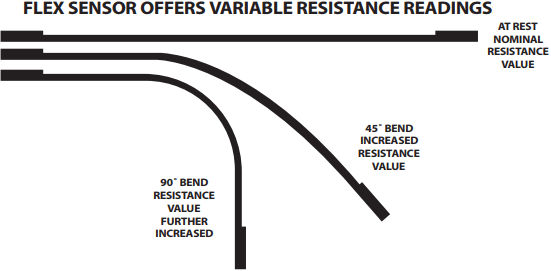 FLEX SENSOR OFFERS VARIABLE RESISTANCE READINGS
AT REST
NOMINAL
RESISTANCE
VALUE
45˚ BEND
INCREASED
RESISTANCE
VALUE
90˚ BEND
RESISTANCE
VALUE
FURTHER
INCREASED